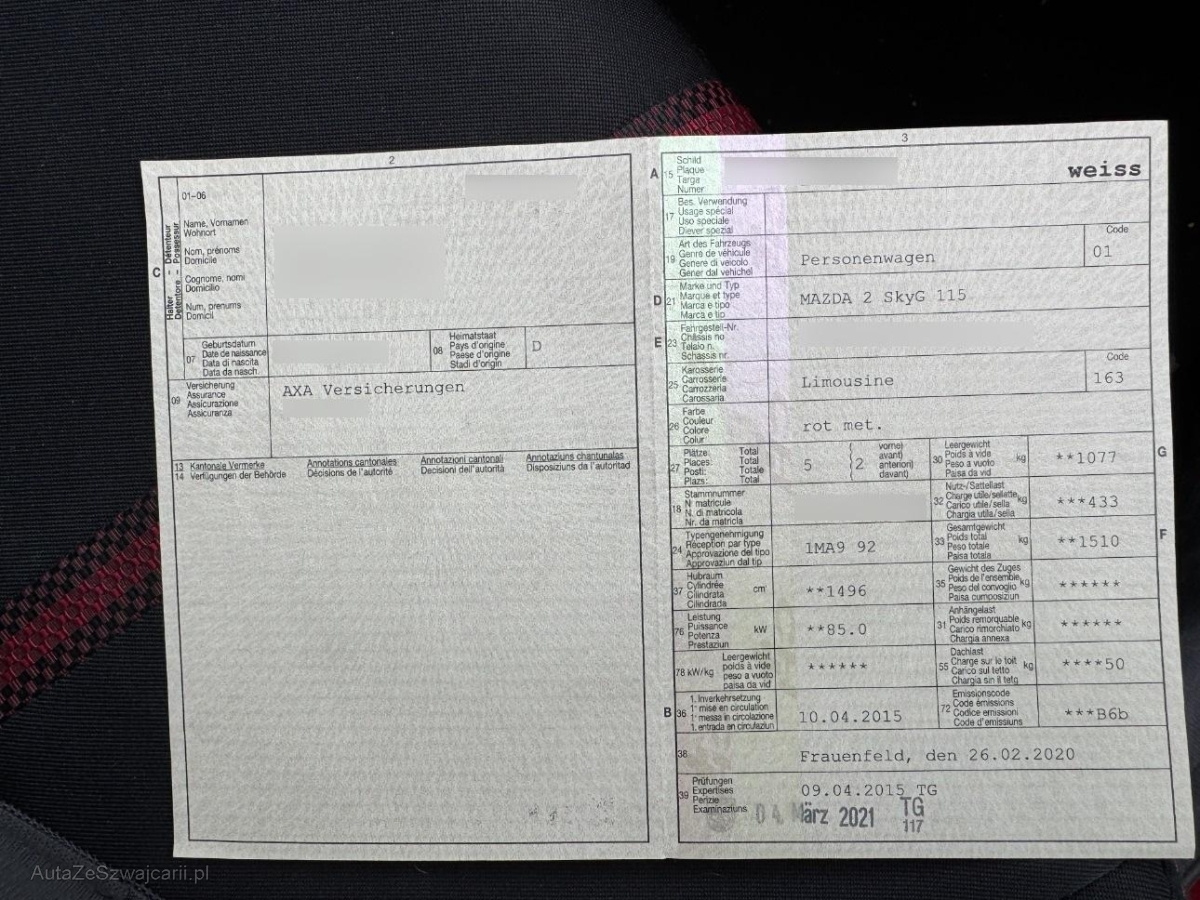 2
01-06
C
Halter - Détenteur
Detentore - Possessur
Name, Vornamen
Wohnort
Nom, prénoms
Domicile
Cognome, nomi
Domicilio
Num, prenums
Domicil
07
Geburtsdatum
Date de naissance
Data di nascita
Data da nasch.
08
Heimatstaat
Pays d'origine
Paese d'origine
Stadi d'origin
D
09
Versicherung
Assurance
Assicurazione
Assicuranza
AXA Versicherungen
13 Kantonale Vermerke
14 Verfügungen der Behörde
Annotations cantonales
Décisions de l'autorité
Annotazioni cantonali
Decisioni dell'autorità
Annotaziuns chantunalas
Disposiziuns da l'autoritad
3
A
15
Schild
Plaque
Targa
Numer
weiss
17
Bes. Verwendung
Usage spécial
Uso speciale
Diever spezial
19
Art des Fahrzeugs
Genre de véhicule
Genere di veicolo
Gener dal vehichel
Personenwagen
Code
01
D
21
Marke und Typ
Marque et type
Marca e tipo
Marca e tip
MAZDA 2 SkyG 115
E
23
Fahrgestell-Nr.
Châssis no
Telaio n.
Schassis nr.
25
Karosserie
Carrosserie
Carrozzeria
Carossaria
Limousine
Code
163
26
Farbe
Couleur
Colore
Colur
rot met.
27
Plätze: Total
Places: Total
Posti: Totale
Plazs: Total
5
2
vorne)
avant)
anteriori)
davant)
30
Leergewicht
Poids à vide
Peso a vuoto
Paisa da vid
kg
**1077
G
18
Stammnummer
N° matricule
N. di matricola
Nr. da matricla
32
Nutz-/Sattellast
Charge utile/sellette
Carico utile/sella
Chargia utila/sella
kg
***433
24
Typengenehmigung
Réception par type
Approvazione del tipo
Approvaziun dal tip
1MA9 92
33
Gesamtgewicht
Poids total
Peso totale
Paisa totala
kg
**1510
F
37
Hubraum
Cylindrée
Cilindrata
Cilindrada
cm³
**1496
35
Gewicht des Zuges
Poids de l'ensemble
Peso del convoglio
Paisa cumposiziun
kg
******
76
Leistung
Puissance
Potenza
Prestaziun
kW
**85.0
31
Anhängelast
Poids remorquable
Carico rimorchiato
Chargia annexa
kg
******
78 kW/kg
Leergewicht
poids à vide
peso a vuoto
paisa da vid
******
55
Dachlast
Charge sur le toit
Carico sul tetto
Chargia sin il tetg
kg
****50
B
36
1. Inverkehrsetzung
1re mise en circulation
1a messa in circolazione
1. entrada en circulaziun
10.04.2015
72
Emissionscode
Code émissions
Codice emissioni
Code d'emissiuns
***B6b
38
Frauenfeld, den 26.02.2020
39
Prüfungen
Expertises
Perizie
Examinaziuns
09.04.2015 TG
04. März 2021
TG
117
AutaZeSzwajcarii.pl